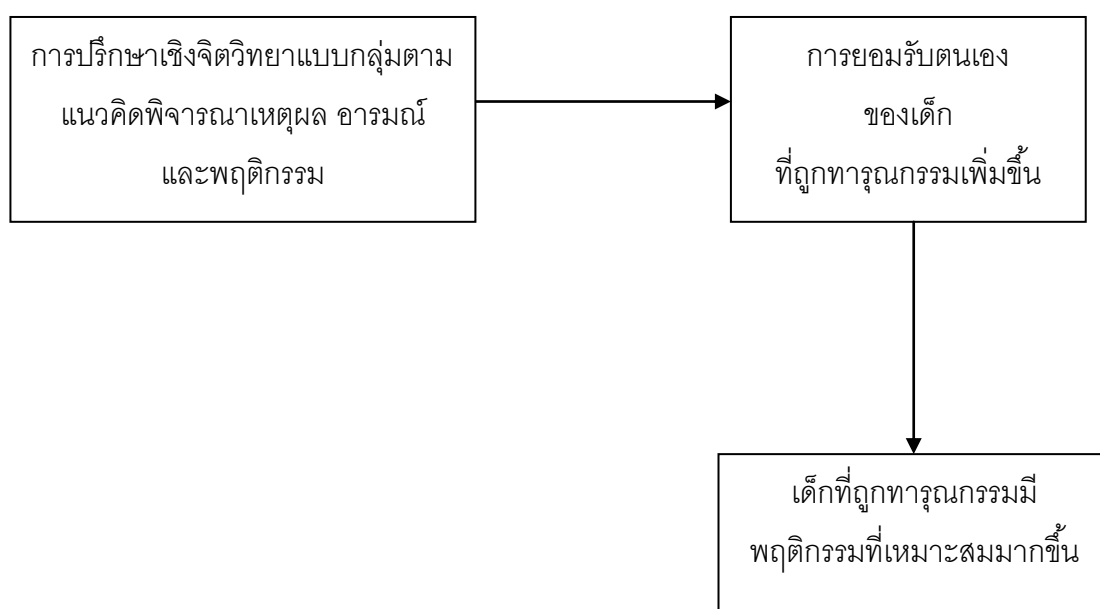 การปรึกษาเชิงจิตวิทยาแบบกลุ่มตาม
แนวคิดพิจารณาเหตุผล อารมณ์
และพฤติกรรม
การยอมรับตนเอง
ของเด็ก
ที่ถูกทารุณกรรมเพิ่มขึ้น
เด็กที่ถูกทารุณกรรมมี
พฤติกรรมที่เหมาะสมมากขึ้น